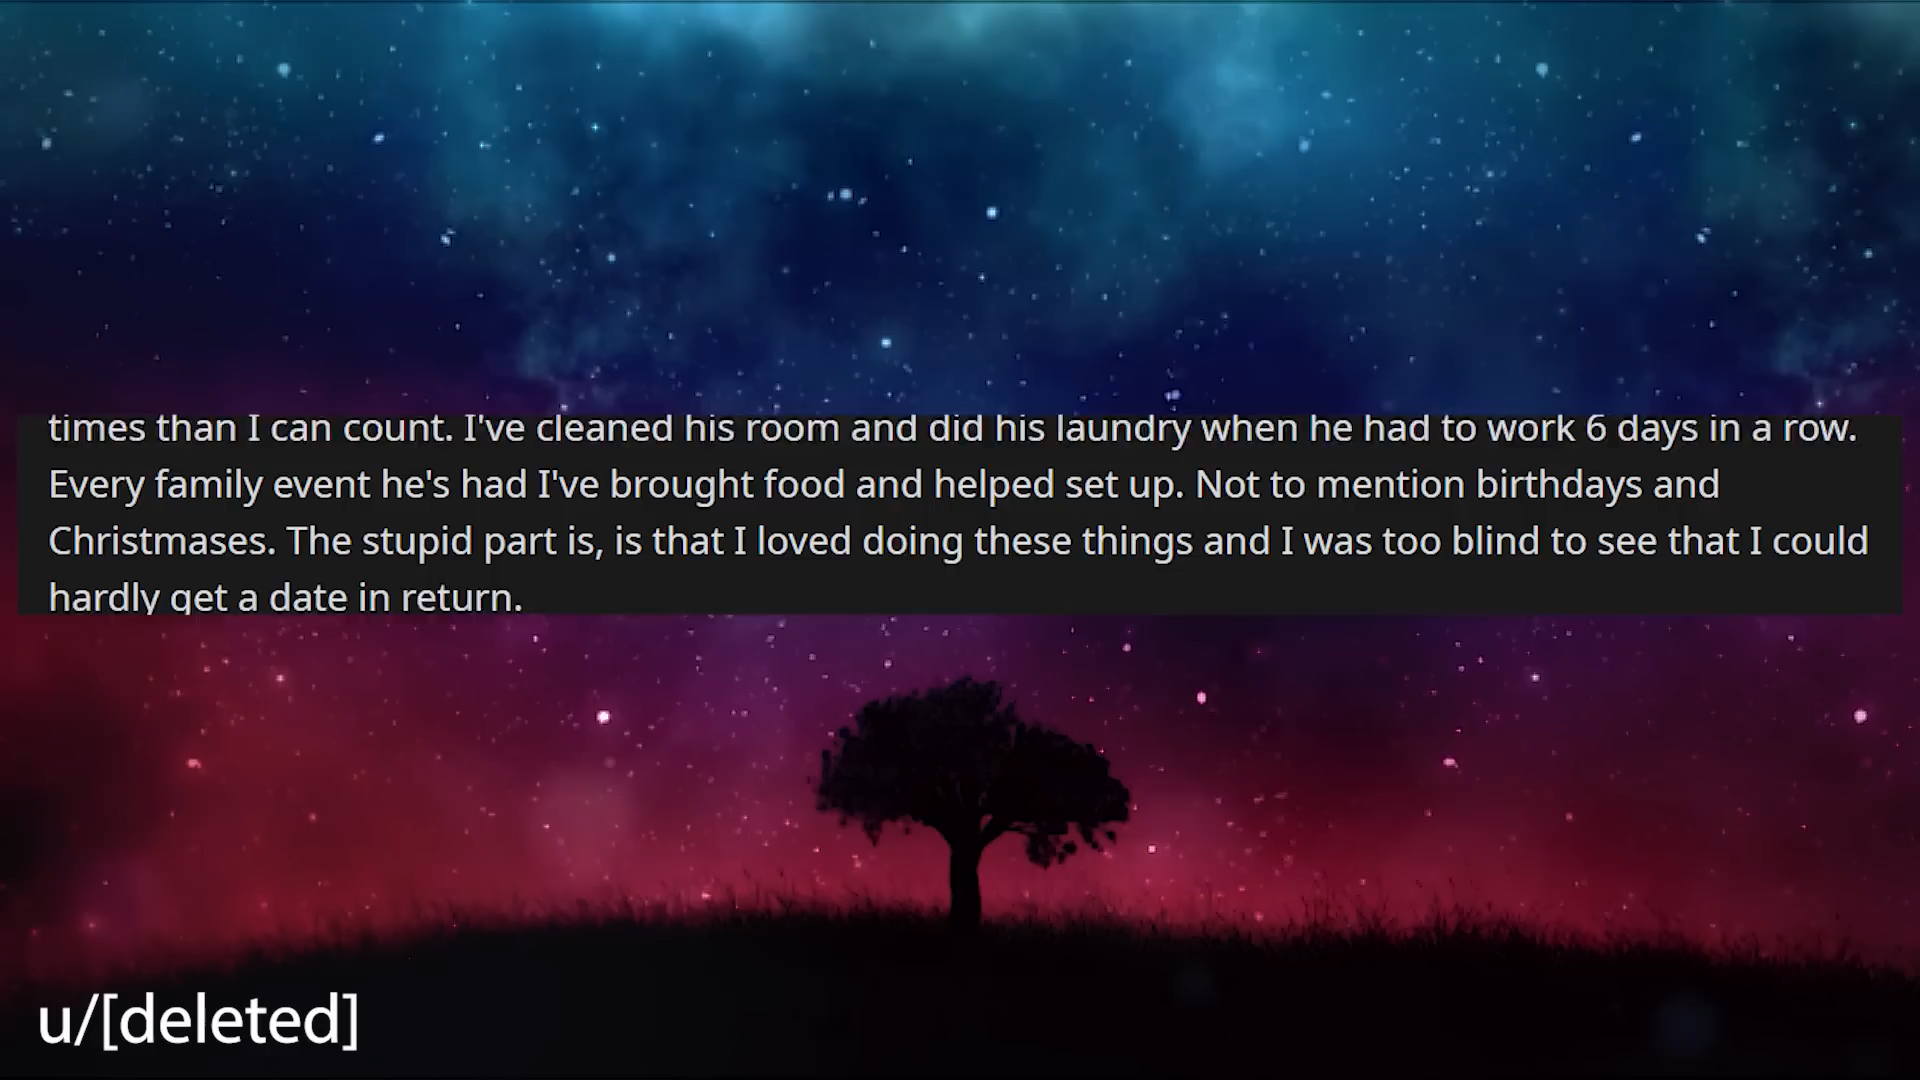 times than I can count. I've cleaned his room and did his laundry when he had to work 6 days in a row.
Every family event he's had I've brought food and helped set up. Not to mention birthdays and
Christmases. The stupid part is, is that I loved doing these things and I was too blind to see that I could
hardly get a date in return.
u/[deleted]